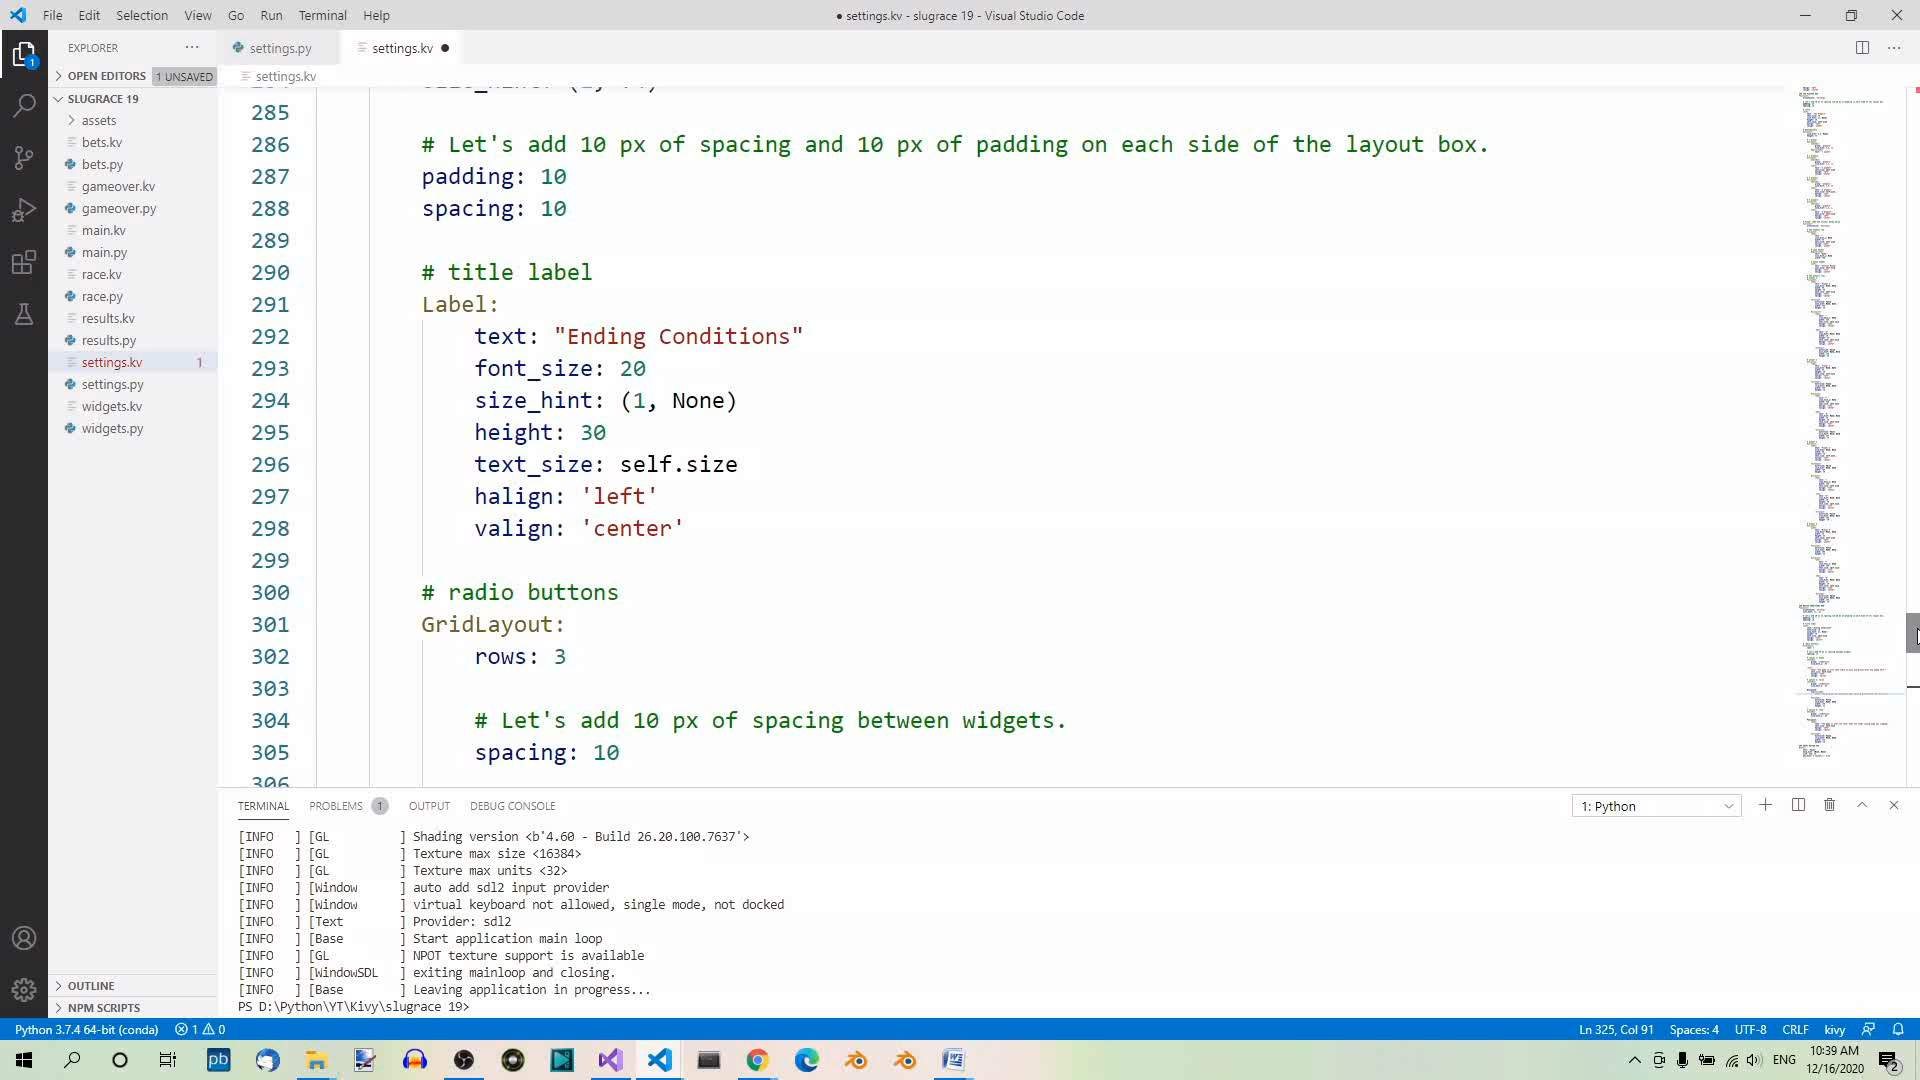 File Edit Selection View Go Run Terminal Help
● settings.kv - slugrace 19 - Visual Studio Code
EXPLORER
settings.py
settings.kv
OPEN EDITORS 1 UNSAVED
settings.kv
SLUGRACE 19
assets
bets.kv
bets.py
gameover.kv
gameover.py
main.kv
main.py
race.kv
race.py
results.kv
results.py
settings.kv 1
settings.py
widgets.kv
widgets.py
OUTLINE
NPM SCRIPTS
285
286 # Let's add 10 px of spacing and 10 px of padding on each side of the layout box.
287 padding: 10
288 spacing: 10
289
290 # title label
291 Label:
292 text: "Ending Conditions"
293 font_size: 20
294 size_hint: (1, None)
295 height: 30
296 text_size: self.size
297 halign: 'left'
298 valign: 'center'
299
300 # radio buttons
301 GridLayout:
302 rows: 3
303
304 # Let's add 10 px of spacing between widgets.
305 spacing: 10
306
TERMINAL PROBLEMS 1 OUTPUT DEBUG CONSOLE
1: Python
[INFO ] [GL ] Shading version <b'4.60 - Build 26.20.100.7637'>
[INFO ] [GL ] Texture max size <16384>
[INFO ] [GL ] Texture max units <32>
[INFO ] [Window ] auto add sdl2 input provider
[INFO ] [Window ] virtual keyboard not allowed, single mode, not docked
[INFO ] [Text ] Provider: sdl2
[INFO ] [Base ] Start application main loop
[INFO ] [GL ] NPOT texture support is available
[INFO ] [WindowSDL ] exiting mainloop and closing.
[INFO ] [Base ] Leaving application in progress...
PS D:\Python\YT\Kivy\slugrace 19>
Python 3.7.4 64-bit (conda) 1 0
Ln 325, Col 91 Spaces: 4 UTF-8 CRLF kivy
pb
ENG
10:39 AM
12/16/2020
2